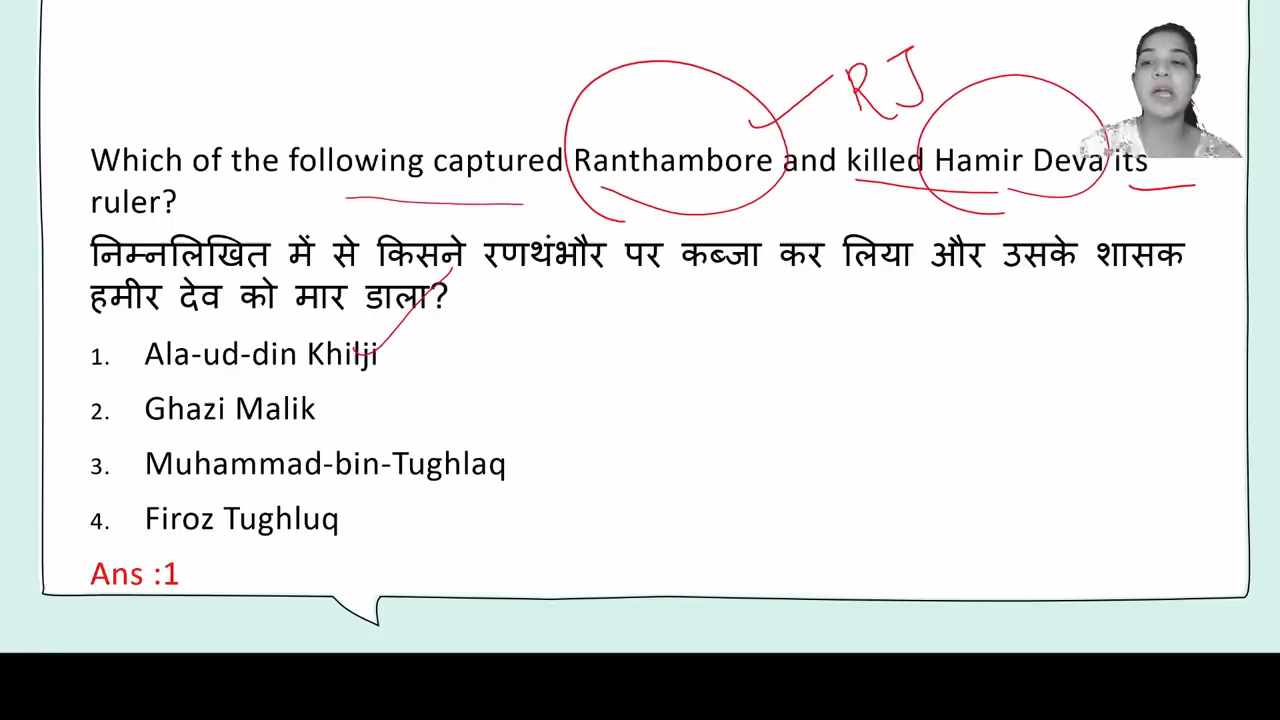 RJ
Which of the following captured Ranthambore and killed Hamir Deva its
ruler?
निम्नलिखित में से किसने रणथंभौर पर कब्जा कर लिया और उसके शासक
हमीर देव को मार डाला?
1. Ala-ud-din Khilji
2. Ghazi Malik
3. Muhammad-bin-Tughlaq
4. Firoz Tughluq
Ans :1